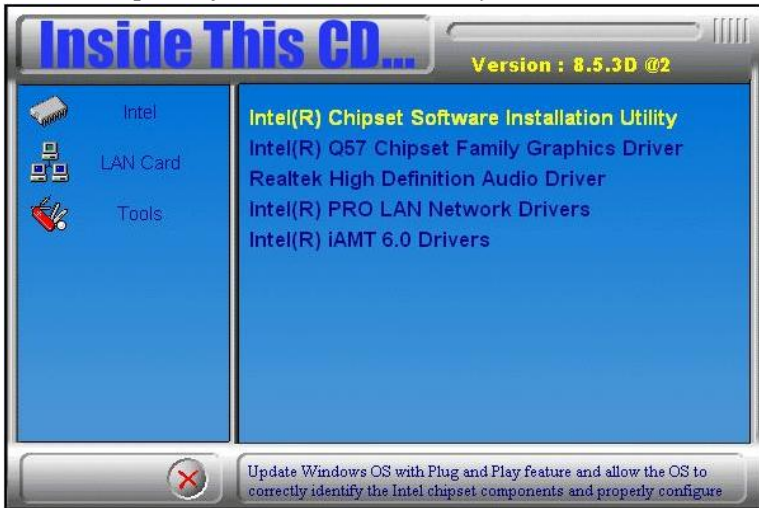 Inside This CD...
Version : 8.5.3D @2
Intel
LAN Card
Tools
Intel(R) Chipset Software Installation Utility
Intel(R) Q57 Chipset Family Graphics Driver
Realtek High Definition Audio Driver
Intel(R) PRO LAN Network Drivers
Intel(R) iAMT 6.0 Drivers
Update Windows OS with Plug and Play feature and allow the OS to
correctly identify the Intel chipset components and properly configure